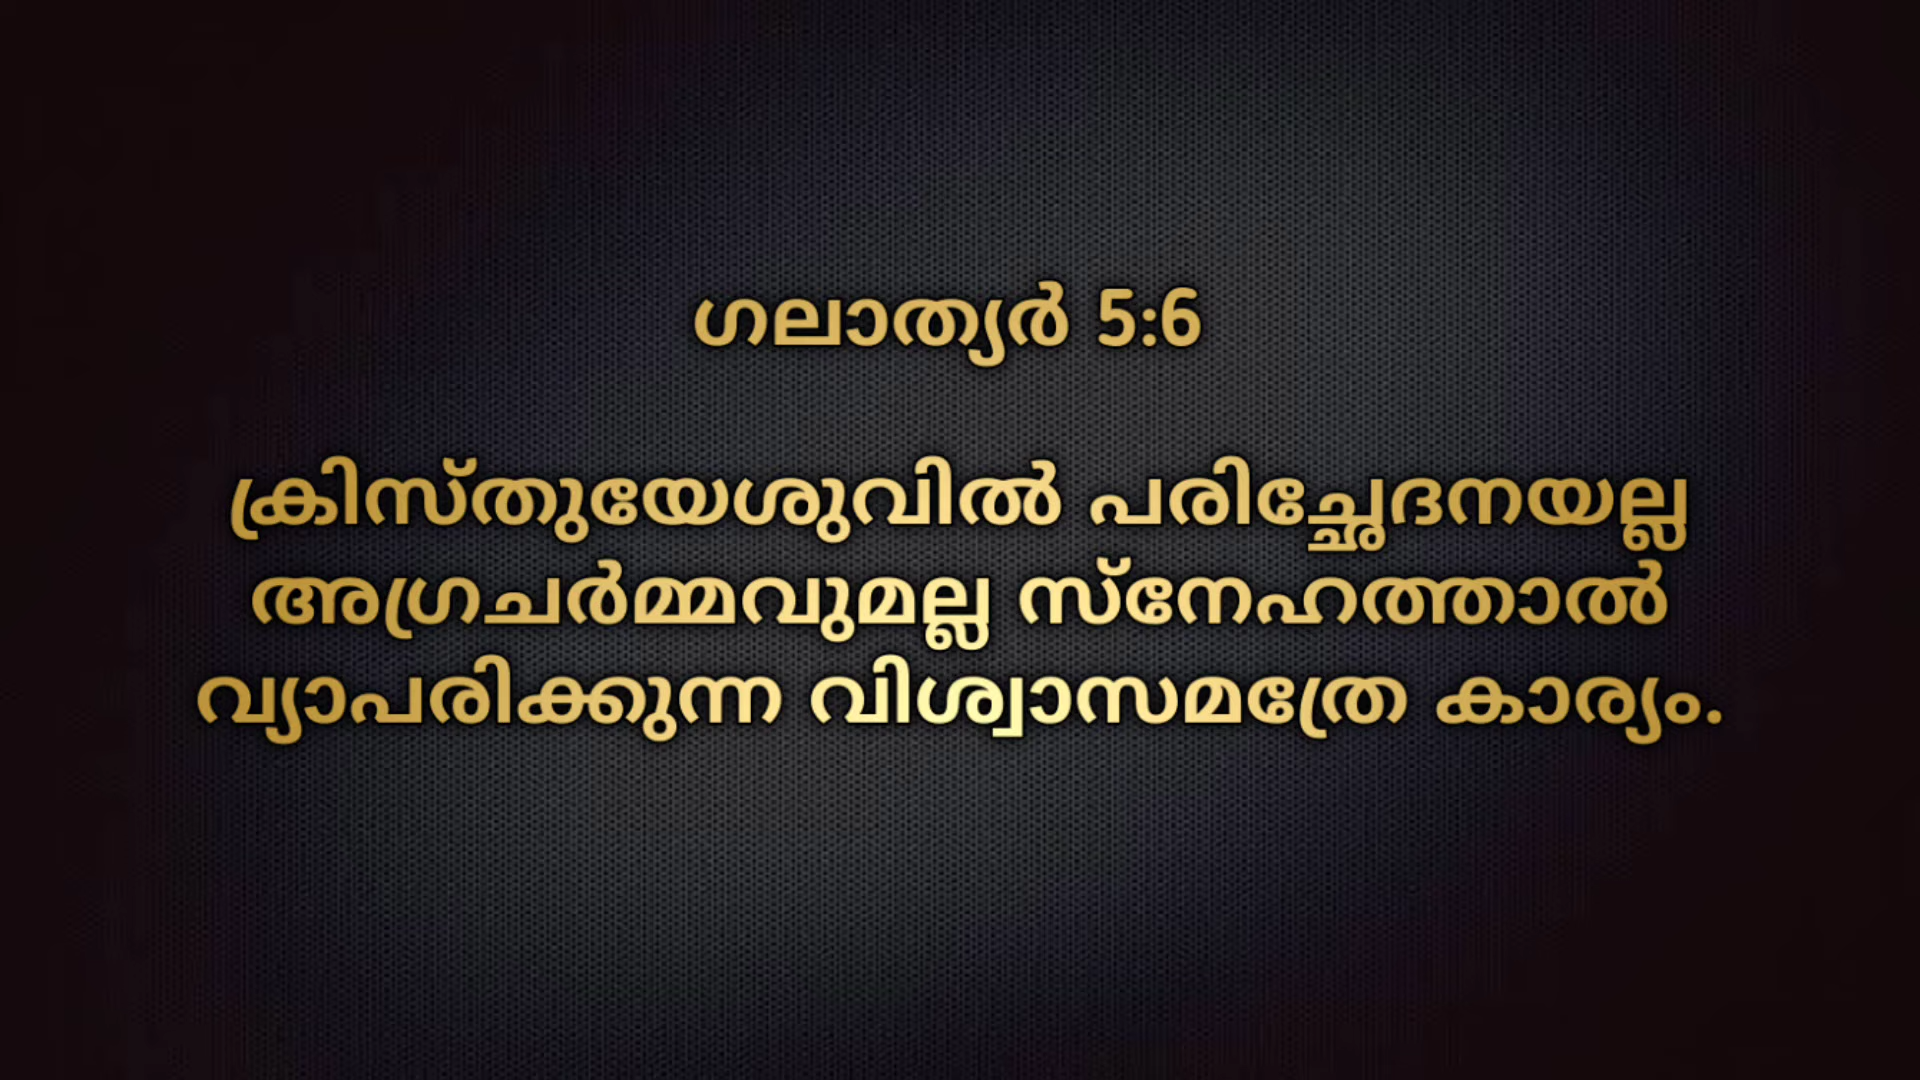 ഗലാത്യർ 5:6
ക്രിസ്തുയേശുവിൽ പരിച്ഛേദനയല്ല
അഗ്രചർമ്മവുമല്ല സ്നേഹത്താൽ
വ്യാപരിക്കുന്ന വിശ്വാസമത്രേ കാര്യം.